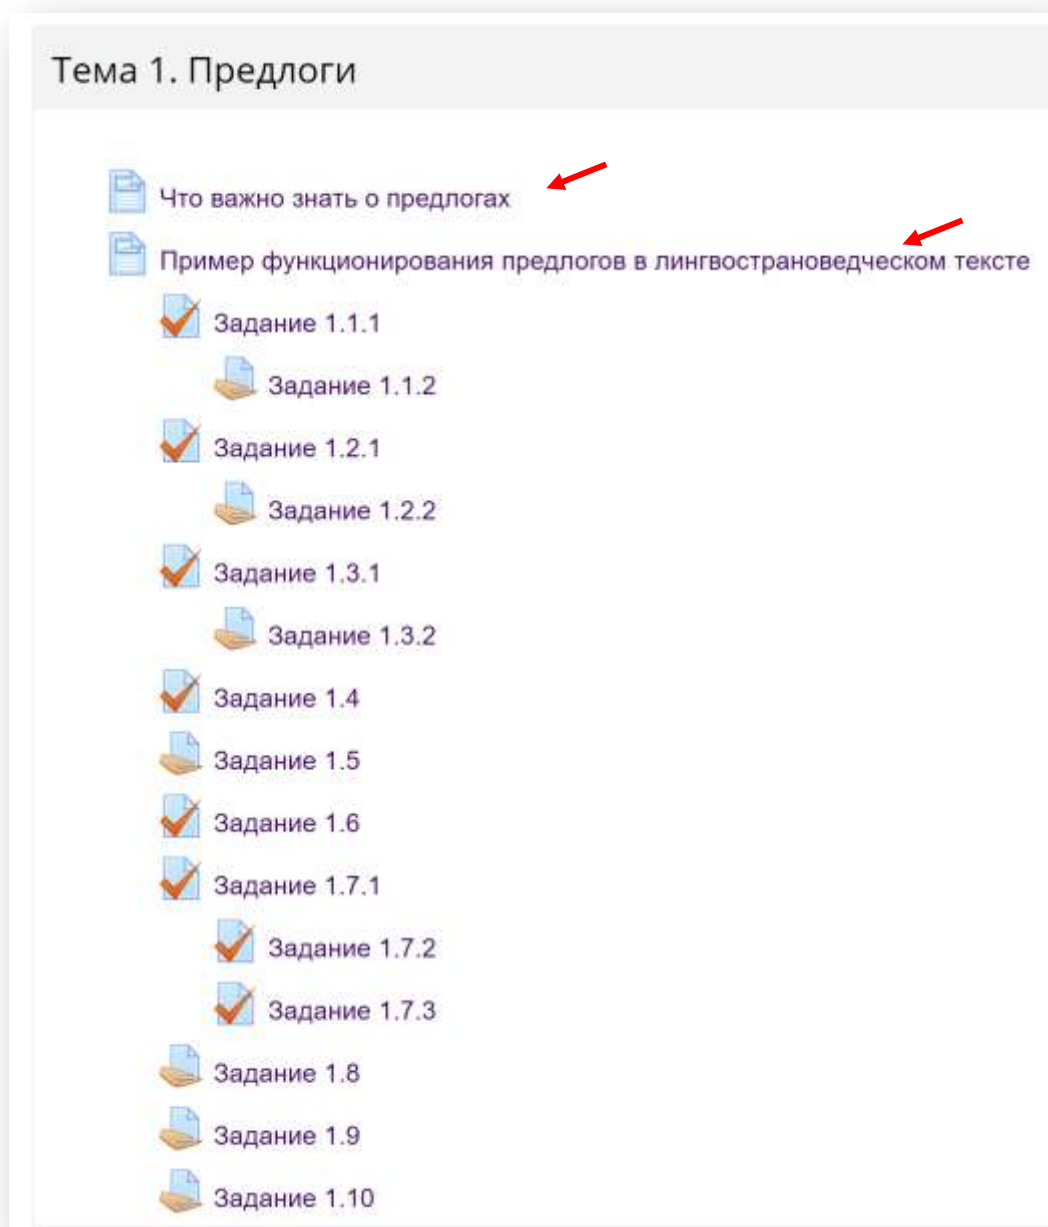 Тема 1. Предлоги
Что важно знать о предлогах
Пример функционирования предлогов в лингвострановедческом тексте
Задание 1.1.1
Задание 1.1.2
Задание 1.2.1
Задание 1.2.2
Задание 1.3.1
Задание 1.3.2
Задание 1.4
Задание 1.5
Задание 1.6
Задание 1.7.1
Задание 1.7.2
Задание 1.7.3
Задание 1.8
Задание 1.9
Задание 1.10